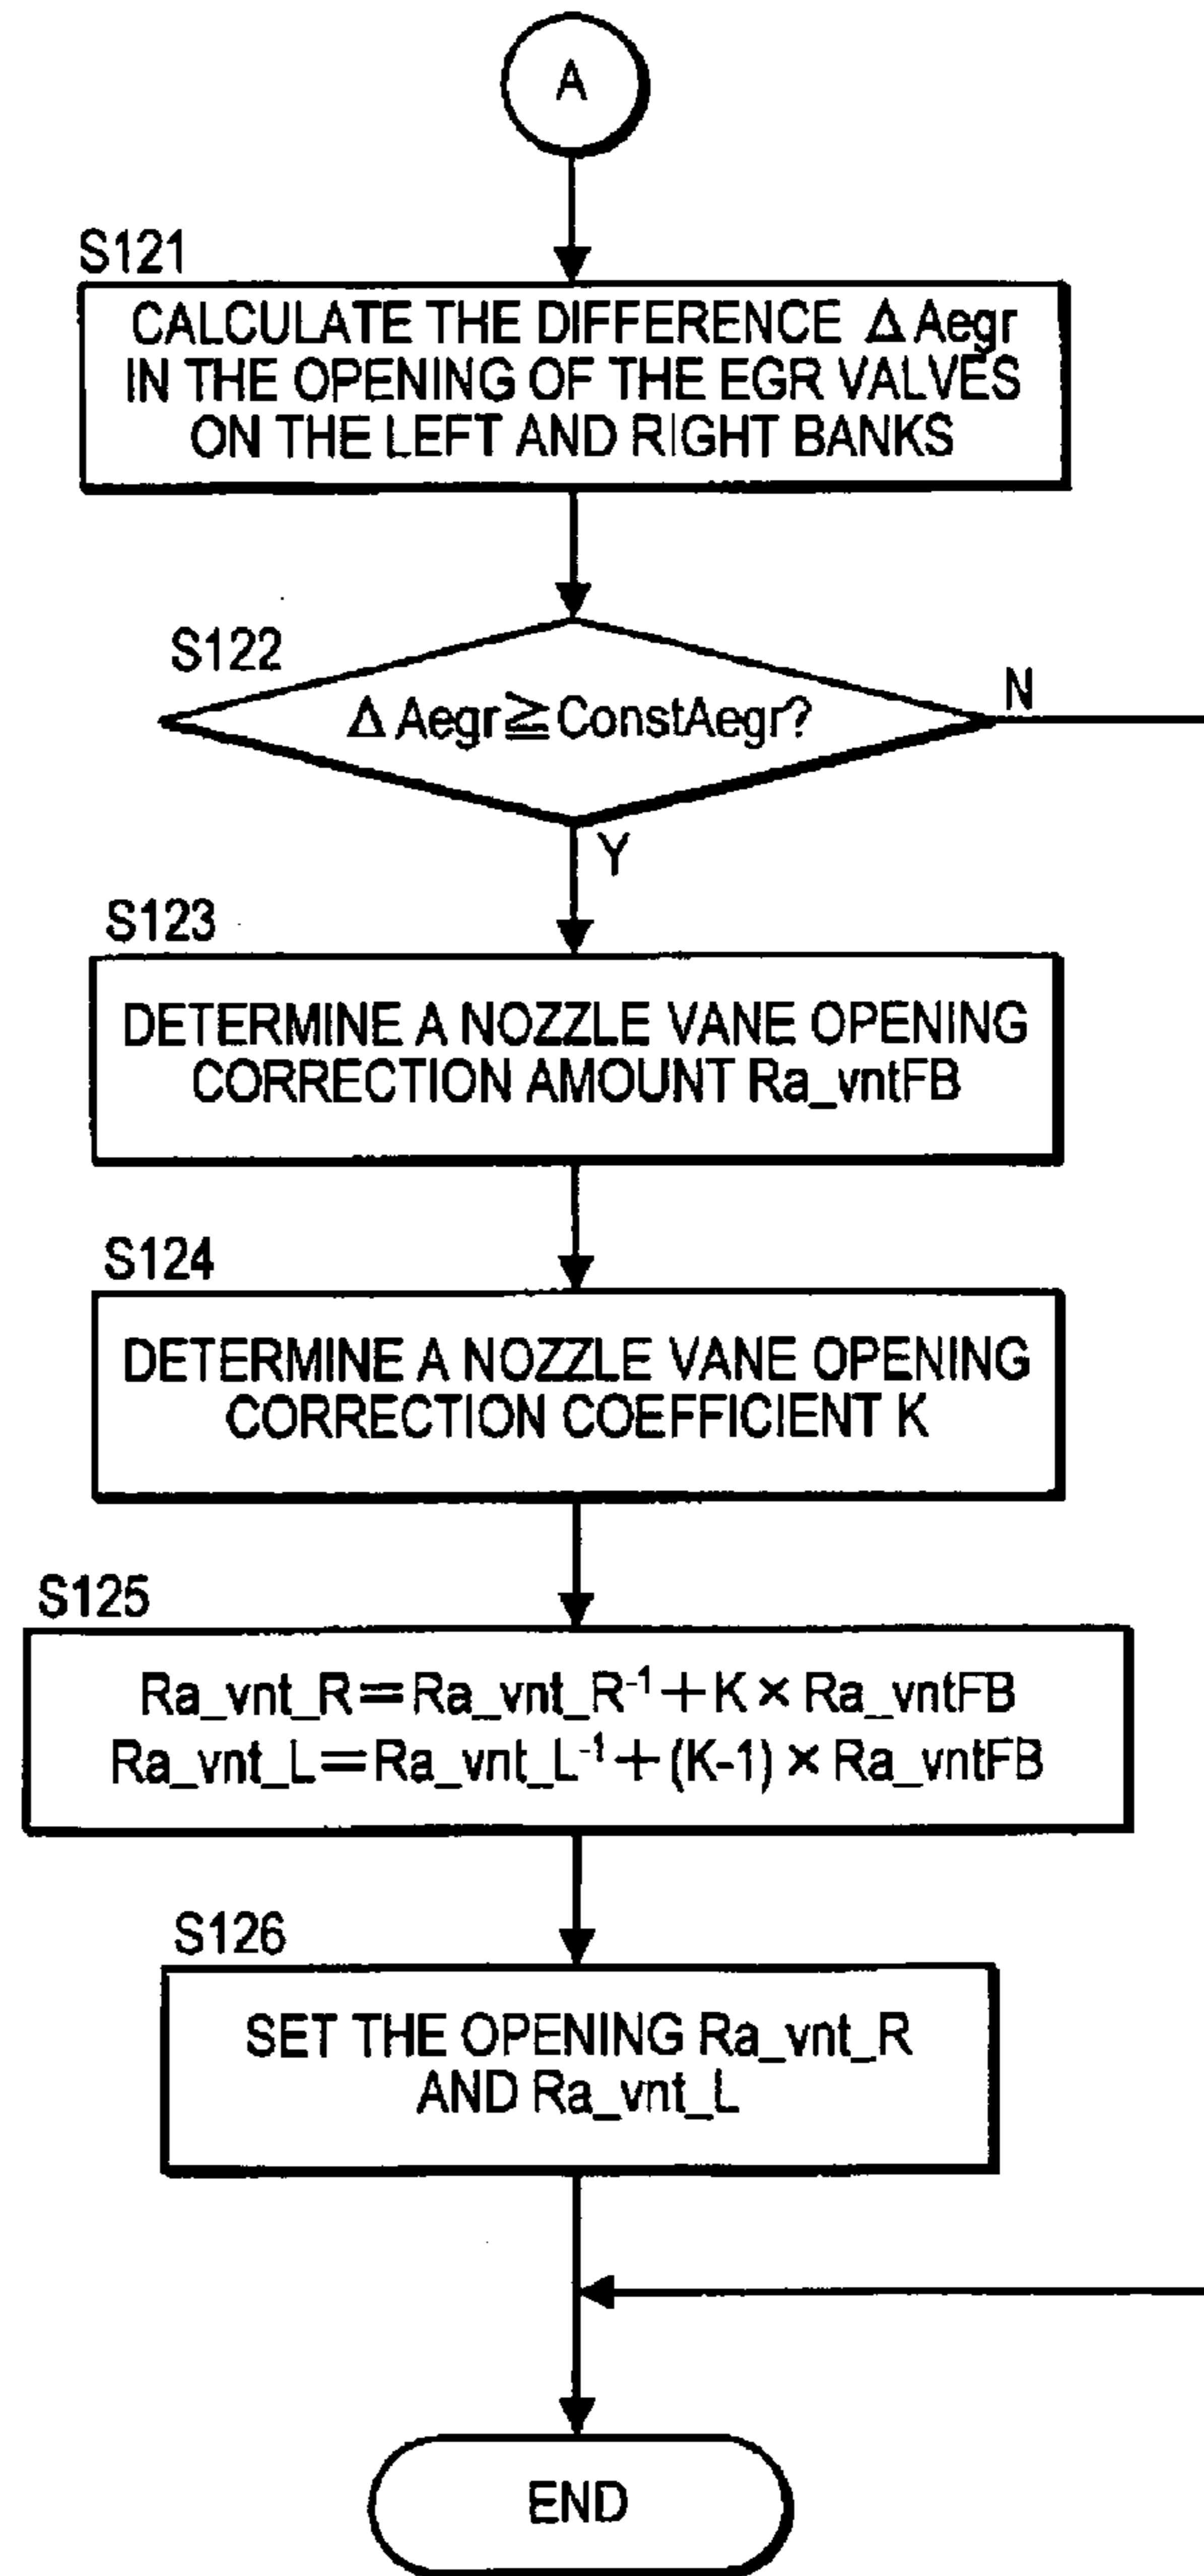 A
S121
CALCULATE THE DIFFERENCE Δ Aegr
IN THE OPENING OF THE EGR VALVES
ON THE LEFT AND RIGHT BANKS
S122
Δ Aegr≧ConstAegr?
N
Y
S123
DETERMINE A NOZZLE VANE OPENING
CORRECTION AMOUNT Ra_vntFB
S124
DETERMINE A NOZZLE VANE OPENING
CORRECTION COEFFICIENT K
S125
Ra_vnt_R=Ra_vnt_R⁻¹+K × Ra_vntFB
Ra_vnt_L=Ra_vnt_L⁻¹+(K-1) × Ra_vntFB
S126
SET THE OPENING Ra_vnt_R
AND Ra_vnt_L
END